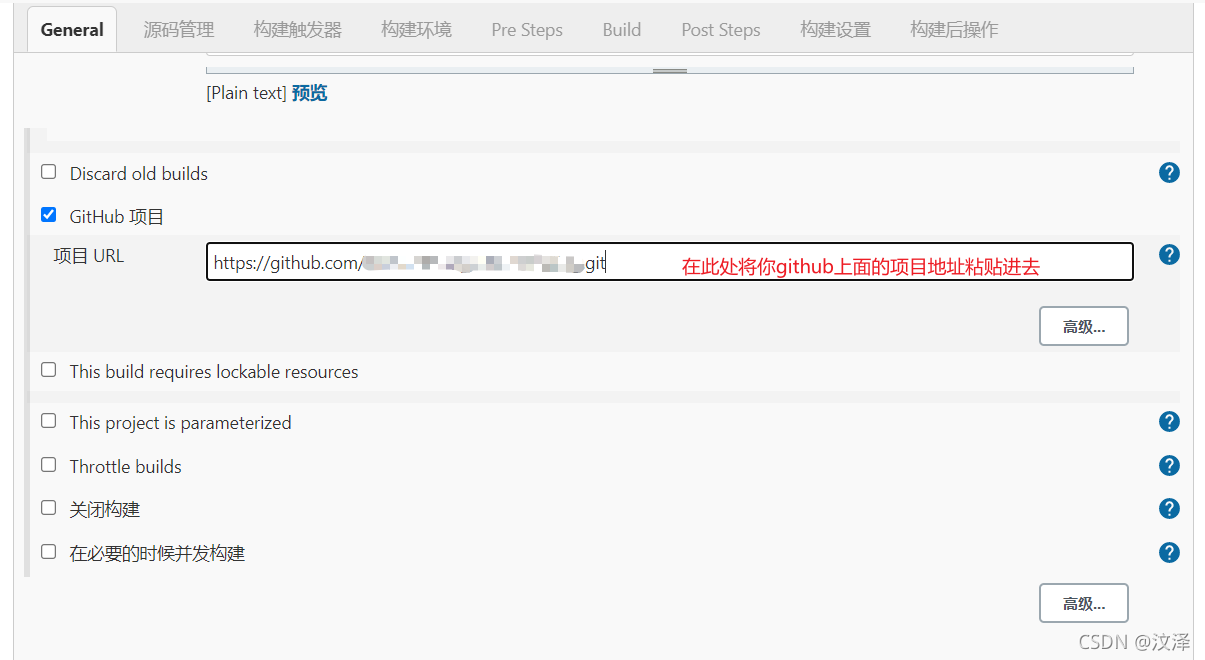 General 源码管理 构建触发器 构建环境 Pre Steps Build Post Steps 构建设置 构建后操作
[Plain text] 预览
Discard old builds
GitHub 项目
项目 URL https://github.com/ git 在此处将你github上面的项目地址粘贴进去
高级...
This build requires lockable resources
This project is parameterized
Throttle builds
关闭构建
在必要的时候并发构建
高级...
CSDN @汶泽